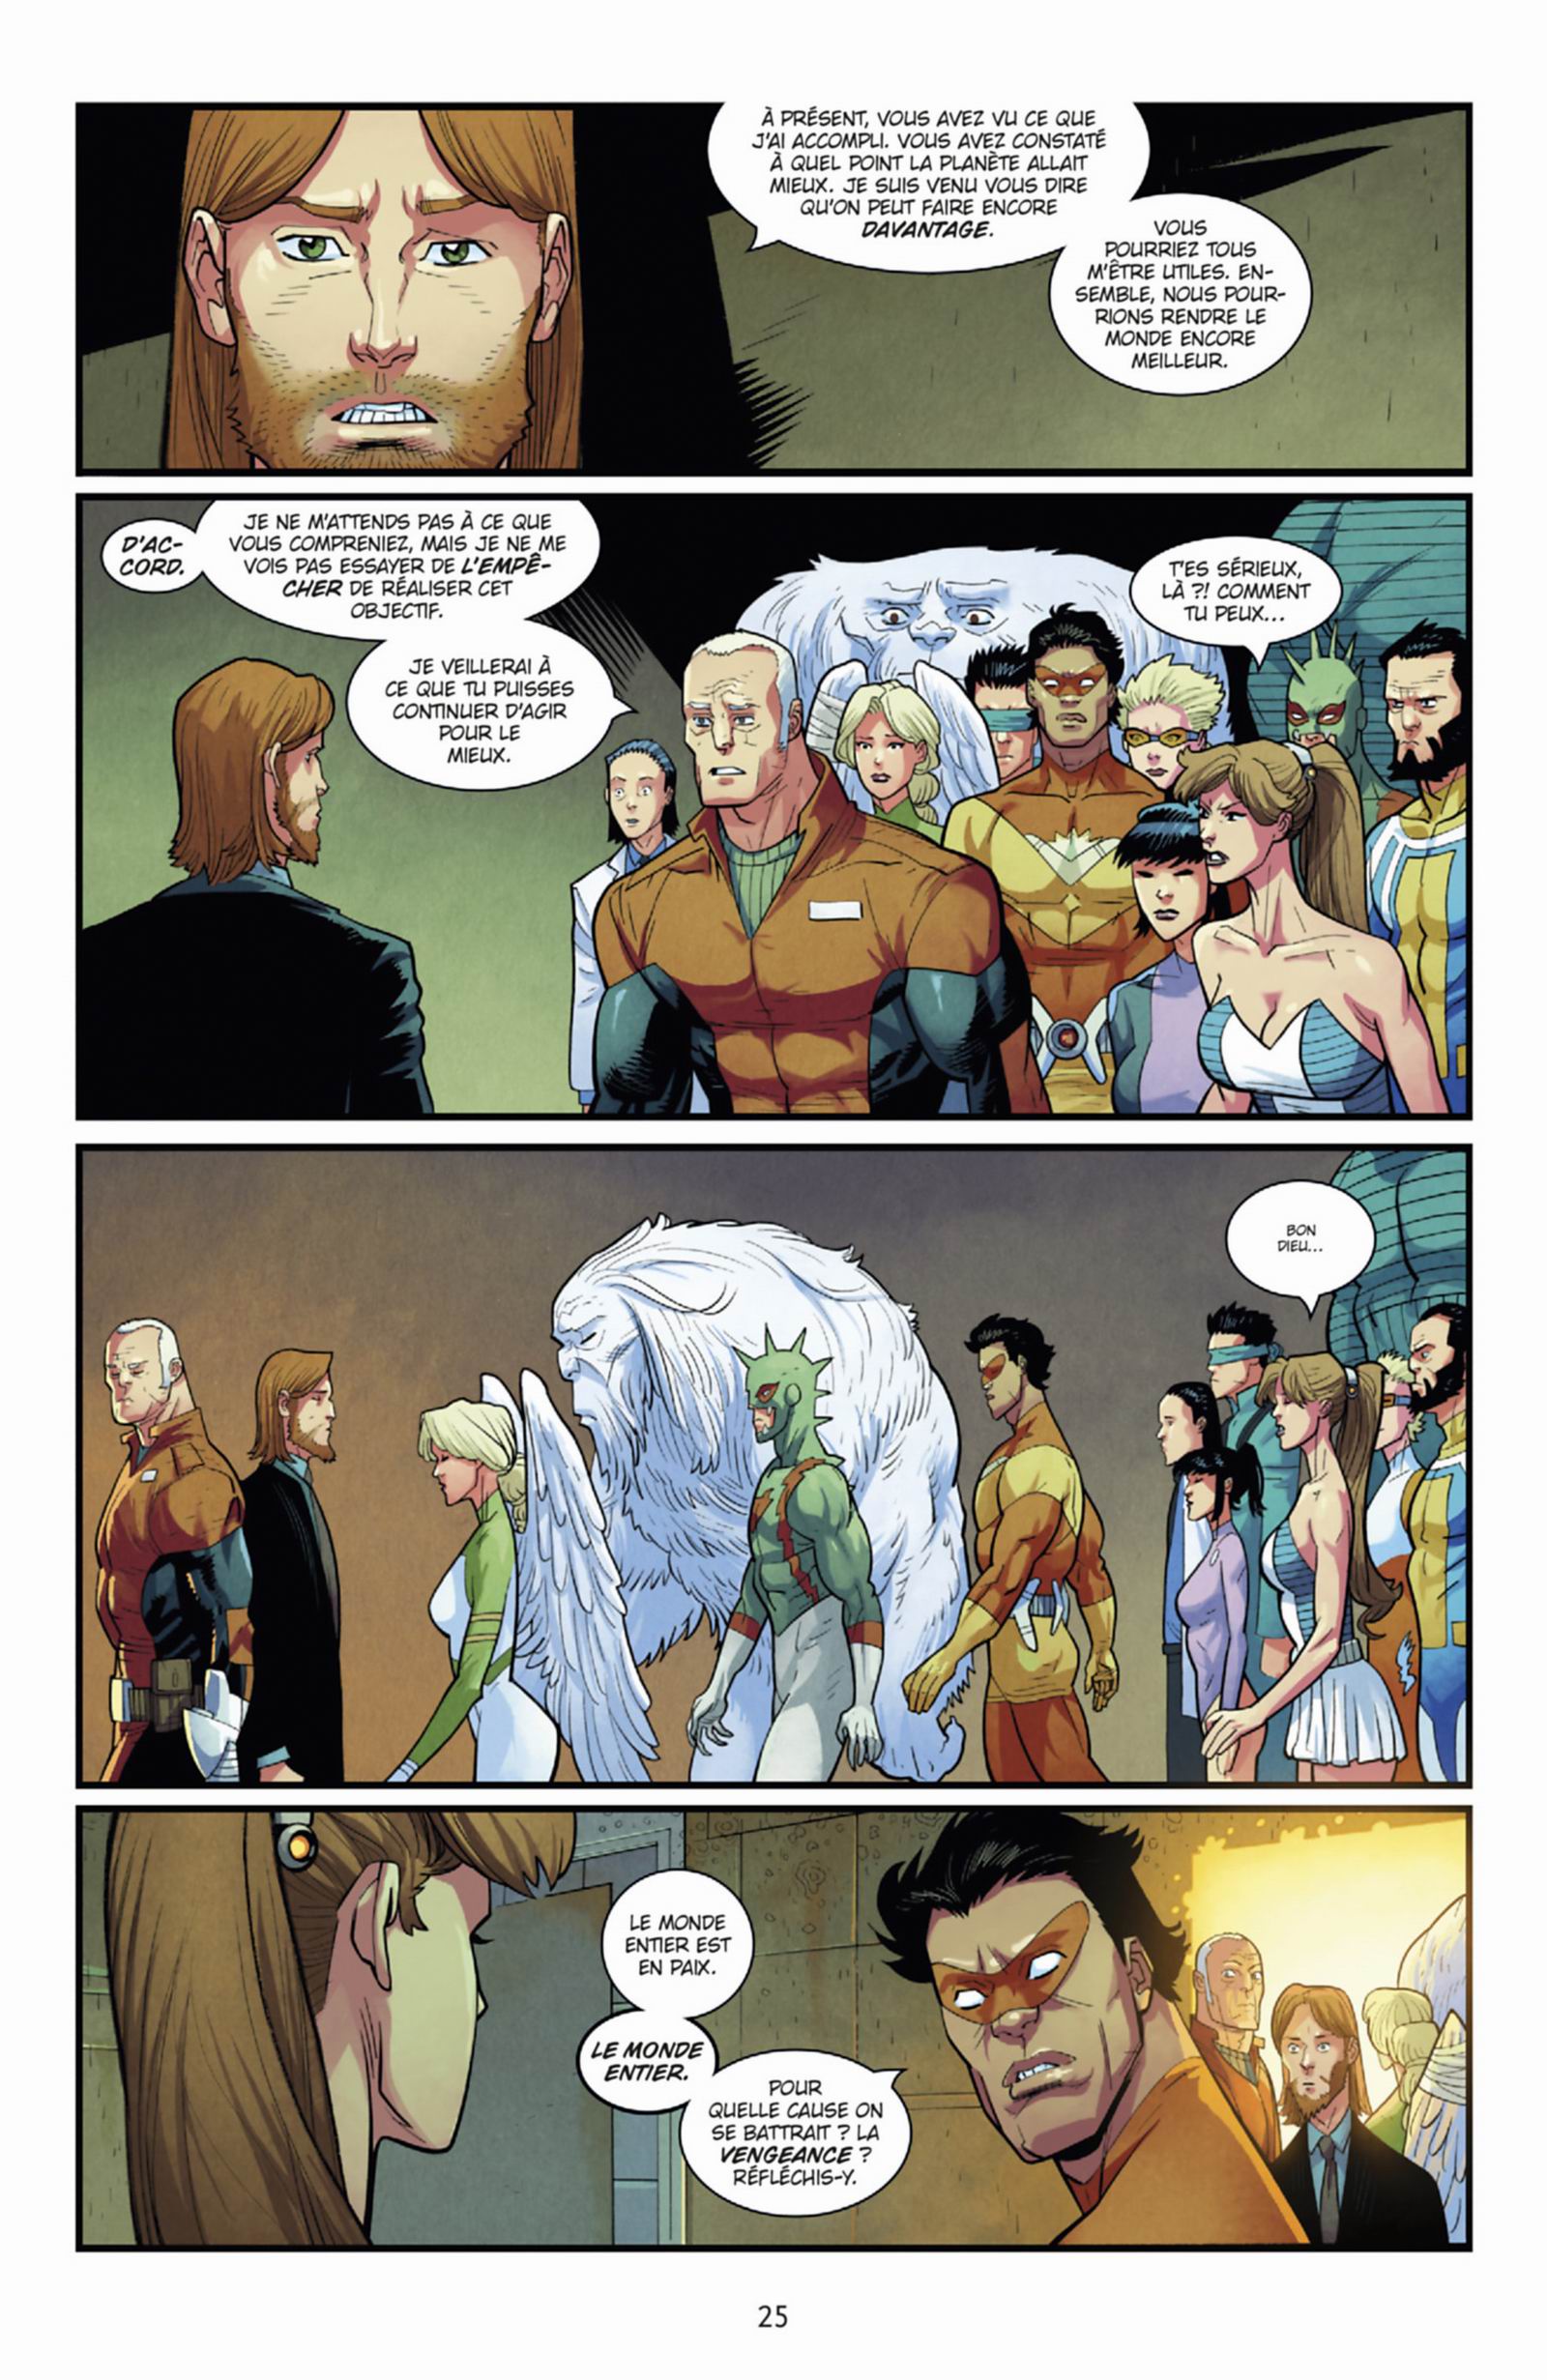 À PRÉSENT, VOUS AVEZ VU CE QUE
J'AI ACCOMPLI. VOUS AVEZ CONSTATÉ
À QUEL POINT LA PLANÈTE ALLAIT
MIEUX. JE SUIS VENU VOUS DIRE
QU'ON PEUT FAIRE ENCORE
DAVANTAGE.
VOUS
POURRIEZ TOUS
M'ÊTRE UTILES. EN-
SEMBLE, NOUS POUR-
RIONS RENDRE LE
MONDE ENCORE
MEILLEUR.
D'AC-
CORD.
JE NE M'ATTENDS PAS À CE QUE
VOUS COMPRENIEZ, MAIS JE NE ME
VOIS PAS ESSAYER DE L'EMPÊ-
CHER DE RÉALISER CET
OBJECTIF.
JE VEILLERAI À
CE QUE TU PUISSES
CONTINUER D'AGIR
POUR LE
MIEUX.
T'ES SÉRIEUX,
LÀ ?! COMMENT
TU PEUX...
BON
DIEU...
LE MONDE
ENTIER EST
EN PAIX.
LE MONDE
ENTIER.
POUR
QUELLE CAUSE ON
SE BATTRAIT ? LA
VENGEANCE ?
RÉFLÉCHIS-Y.
25